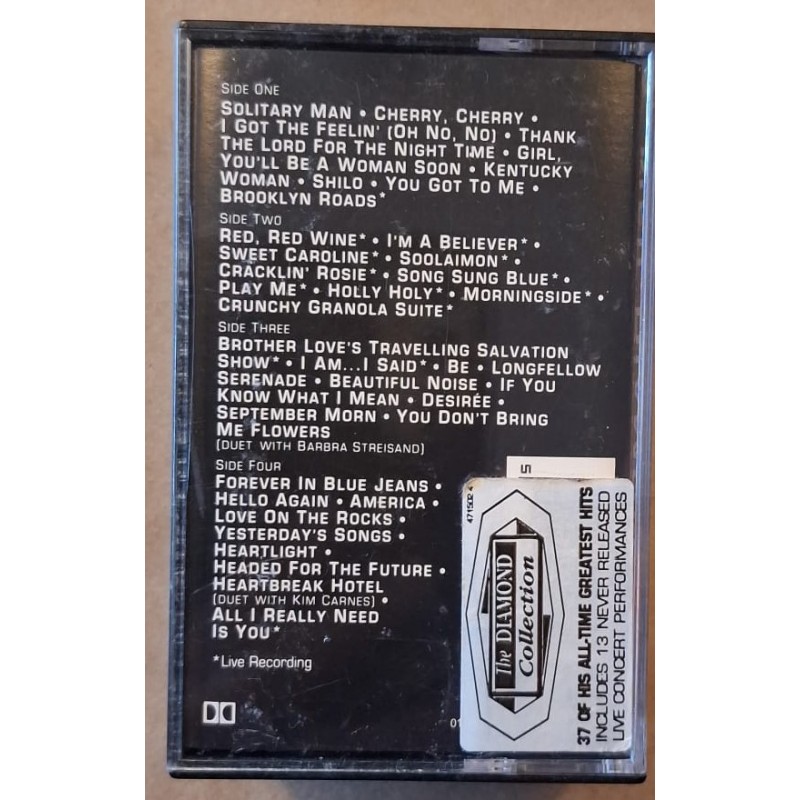 SIDE ONE
SOLITARY MAN • CHERRY, CHERRY •
I GOT THE FEELIN' (OH NO, NO) • THANK
THE LORD FOR THE NIGHT TIME • GIRL,
YOU'LL BE A WOMAN SOON • KENTUCKY
WOMAN • SHILO • YOU GOT TO ME •
BROOKLYN ROADS*
SIDE TWO
RED, RED WINE* • I'M A BELIEVER* •
SWEET CAROLINE* • SOOLAIMON* •
CRACKLIN' ROSIE* • SONG SUNG BLUE* •
PLAY ME* • HOLLY HOLY* • MORNINGSIDE* •
CRUNCHY GRANOLA SUITE*
SIDE THREE
BROTHER LOVE'S TRAVELLING SALVATION
SHOW* • I AM...I SAID* • BE • LONGFELLOW
SERENADE • BEAUTIFUL NOISE • IF YOU
KNOW WHAT I MEAN • DESIRÉE •
SEPTEMBER MORN • YOU DON'T BRING
ME FLOWERS
(DUET WITH BARBRA STREISAND)
SIDE FOUR
FOREVER IN BLUE JEANS •
HELLO AGAIN • AMERICA •
LOVE ON THE ROCKS •
YESTERDAY'S SONGS •
HEARTLIGHT •
HEADED FOR THE FUTURE •
HEARTBREAK HOTEL
(DUET WITH KIM CARNES) •
ALL I REALLY NEED
IS YOU*
*Live Recording
01
5
471502 4
The DIAMOND
Collection
37 OF HIS ALL-TIME GREATEST HITS
INCLUDES 13 NEVER RELEASED
LIVE CONCERT PERFORMANCES